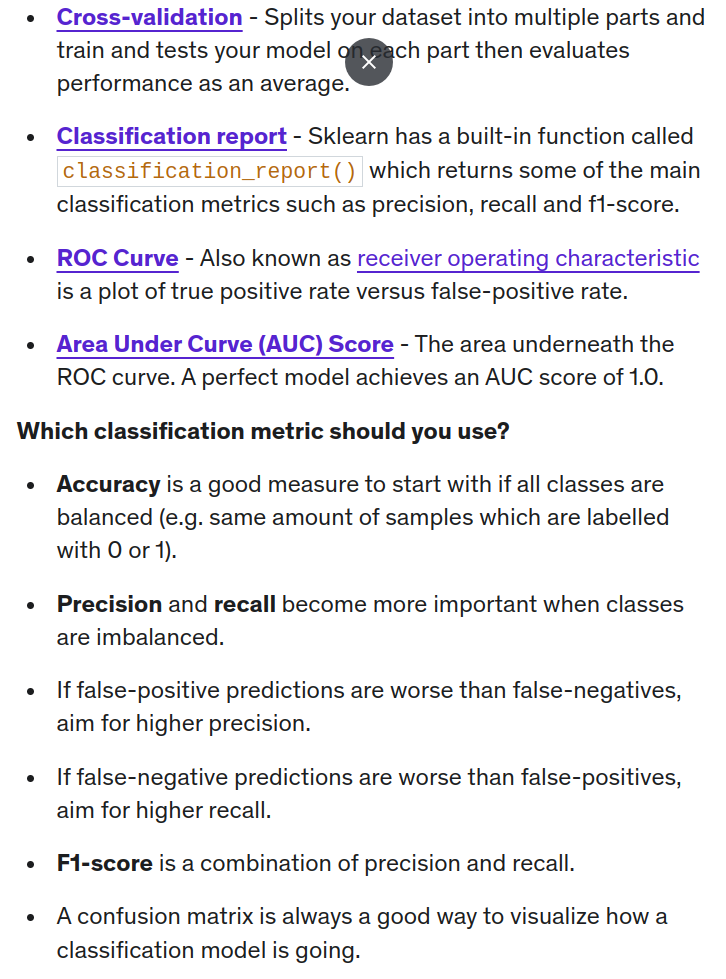 Cross-validation - Splits your dataset into multiple parts and
train and tests your model on each part then evaluates
performance as an average.
Classification report - Sklearn has a built-in function called
classification_report() which returns some of the main
classification metrics such as precision, recall and f1-score.
ROC Curve - Also known as receiver operating characteristic
is a plot of true positive rate versus false-positive rate.
Area Under Curve (AUC) Score - The area underneath the
ROC curve. A perfect model achieves an AUC score of 1.0.
Which classification metric should you use?
Accuracy is a good measure to start with if all classes are
balanced (e.g. same amount of samples which are labelled
with 0 or 1).
Precision and recall become more important when classes
are imbalanced.
If false-positive predictions are worse than false-negatives,
aim for higher precision.
If false-negative predictions are worse than false-positives,
aim for higher recall.
F1-score is a combination of precision and recall.
A confusion matrix is always a good way to visualize how a
classification model is going.